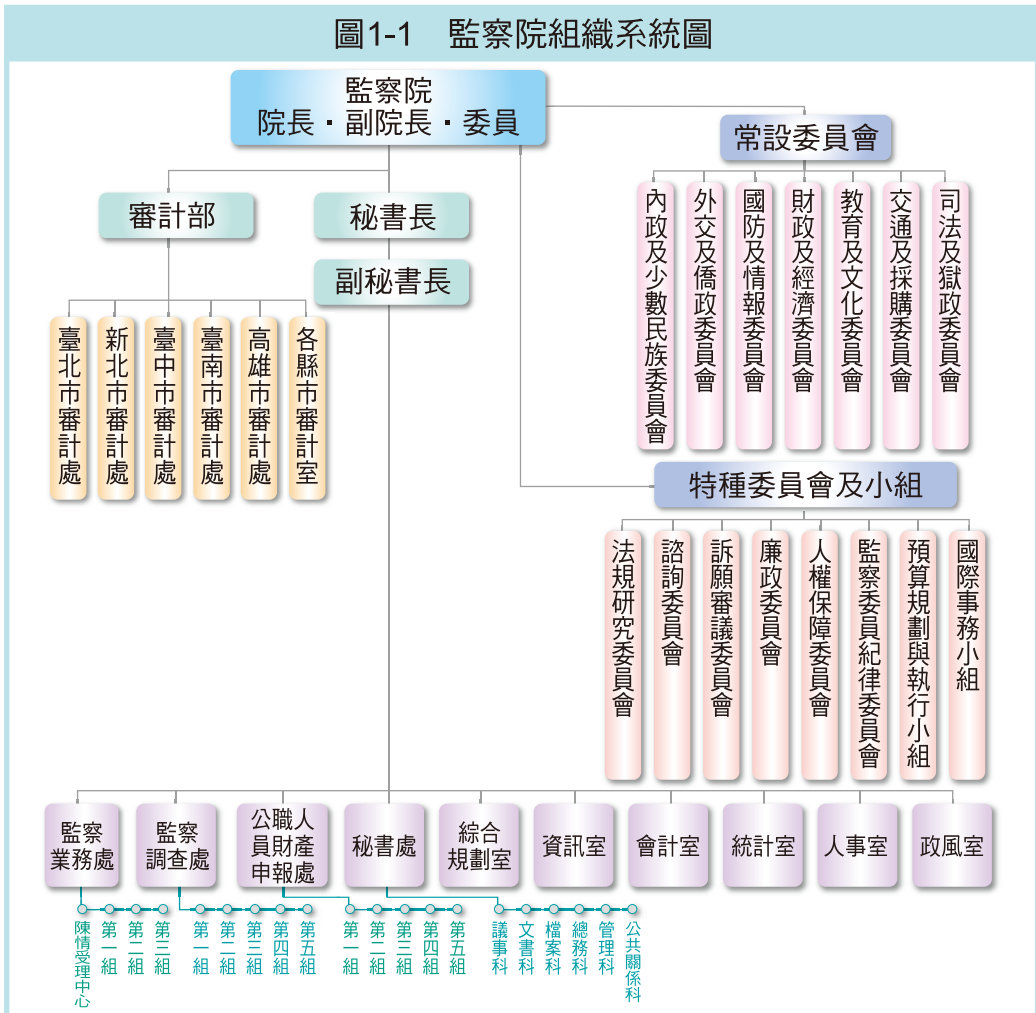 圖1-1　監察院組織系統圖
監察院
院長・副院長・委員
常設委員會
內政及少數民族委員會
外交及僑政委員會
國防及情報委員會
財政及經濟委員會
教育及文化委員會
交通及採購委員會
司法及獄政委員會
審計部
秘書長
副秘書長
臺北市審計處
新北市審計處
臺中市審計處
臺南市審計處
高雄市審計處
各縣市審計室
特種委員會及小組
法規研究委員會
諮詢委員會
訴願審議委員會
廉政委員會
人權保障委員會
監察委員紀律委員會
預算規劃與執行小組
國際事務小組
監察
業務處
監察
調查處
公職人
員財產
申報處
秘書處
綜合
規劃室
資訊室
會計室
統計室
人事室
政風室
陳情受理中心
第一組
第二組
第三組
第一組
第二組
第三組
第四組
第五組
第一組
第二組
第三組
第四組
第五組
議事科
文書科
檔案科
總務科
管理科
公共關係科